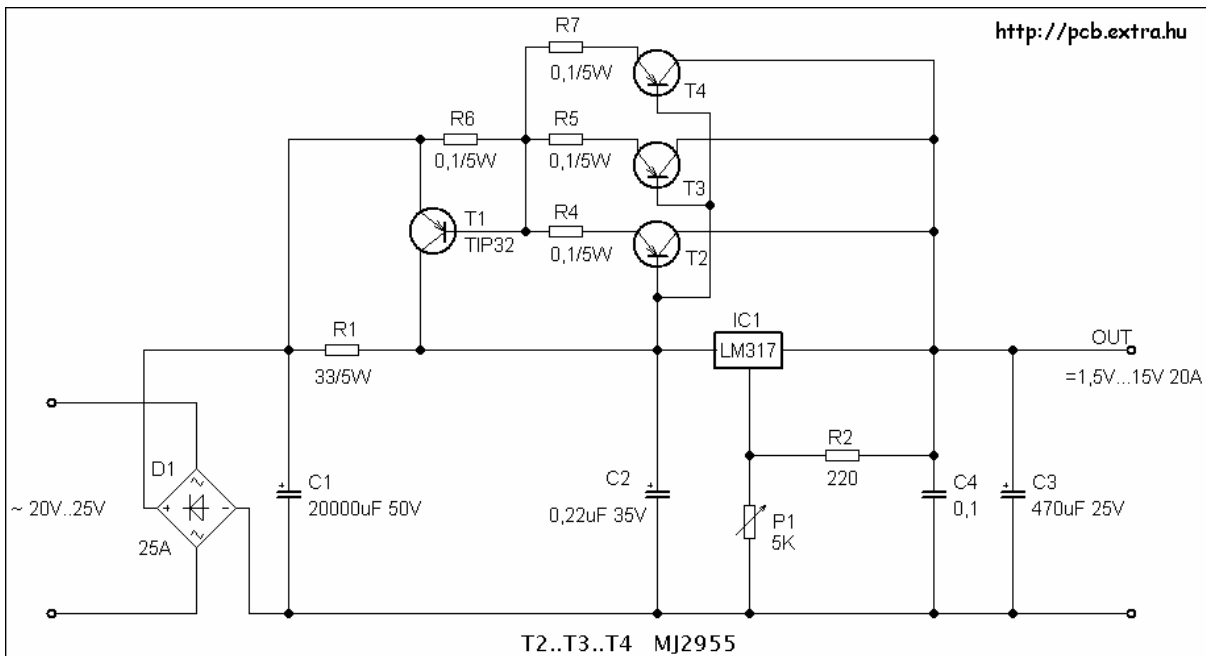 http://pcb.extra.hu
R7
0,1/5W
T4
R6
0,1/5W
R5
0,1/5W
T3
T1
TIP32
R4
0,1/5W
T2
R1
33/5W
IC1
LM317
OUT
=1,5V...15V 20A
D1
~
+
-
~
25A
~ 20V..25V
+
C1
20000uF 50V
+
C2
0,22uF 35V
R2
220
P1
5K
C4
0,1
+
C3
470uF 25V
T2..T3..T4 MJ2955